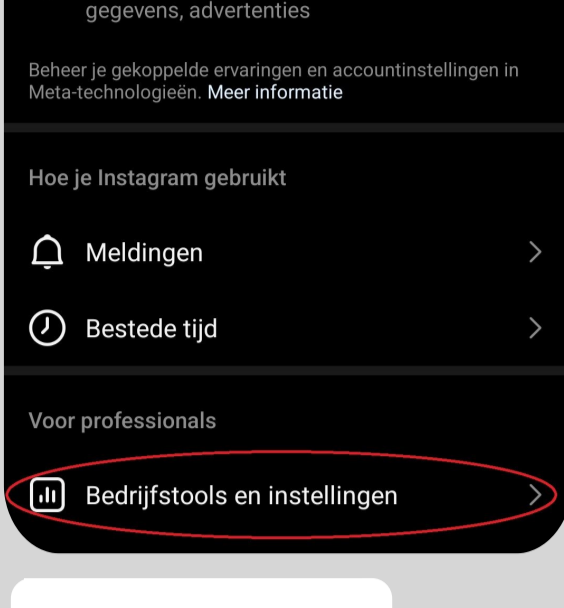 gegevens, advertenties
Beheer je gekoppelde ervaringen en accountinstellingen in
Meta-technologieën. Meer informatie
Hoe je Instagram gebruikt
Meldingen
Bestede tijd
Voor professionals
Bedrijfstools en instellingen